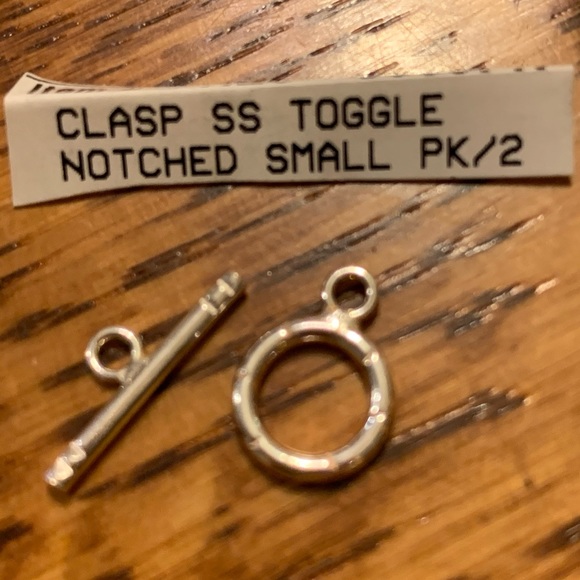 CLASP SS TOGGLE
NOTCHED SMALL PK/2